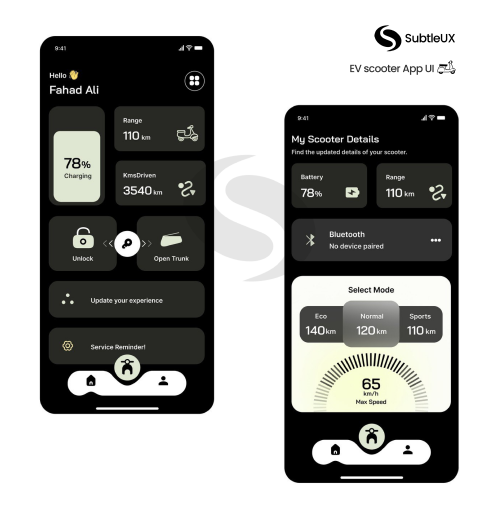 SubtleUX
EV scooter App UI
9:41
Hello 👋
Fahad Ali
Range
110 km
78%
Charging
KmsDriven
3540 km
Unlock
<< >>
Open Trunk
Update your experience
Service Reminder!
9:41
My Scooter Details
Find the updated details of your scooter.
Battery
78%
Range
110 km
Bluetooth
No device paired
Select Mode
Eco
140km
Normal
120km
Sports
110 km
65
km/h
Max Speed